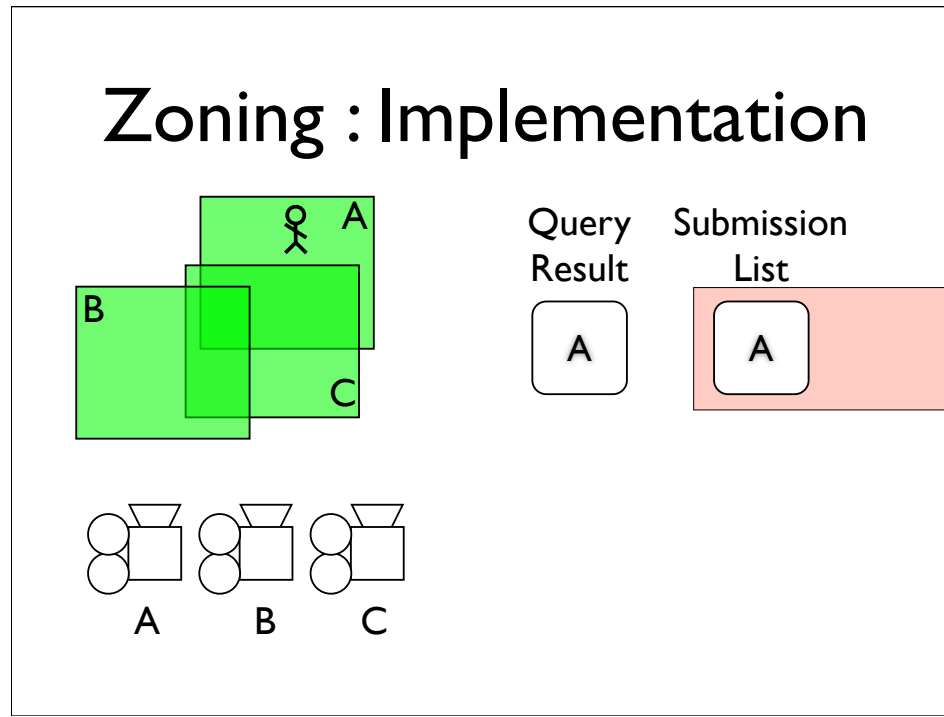 Zoning : Implementation
A
B
C
Query
Result
Submission
List
A
A
A
B
C